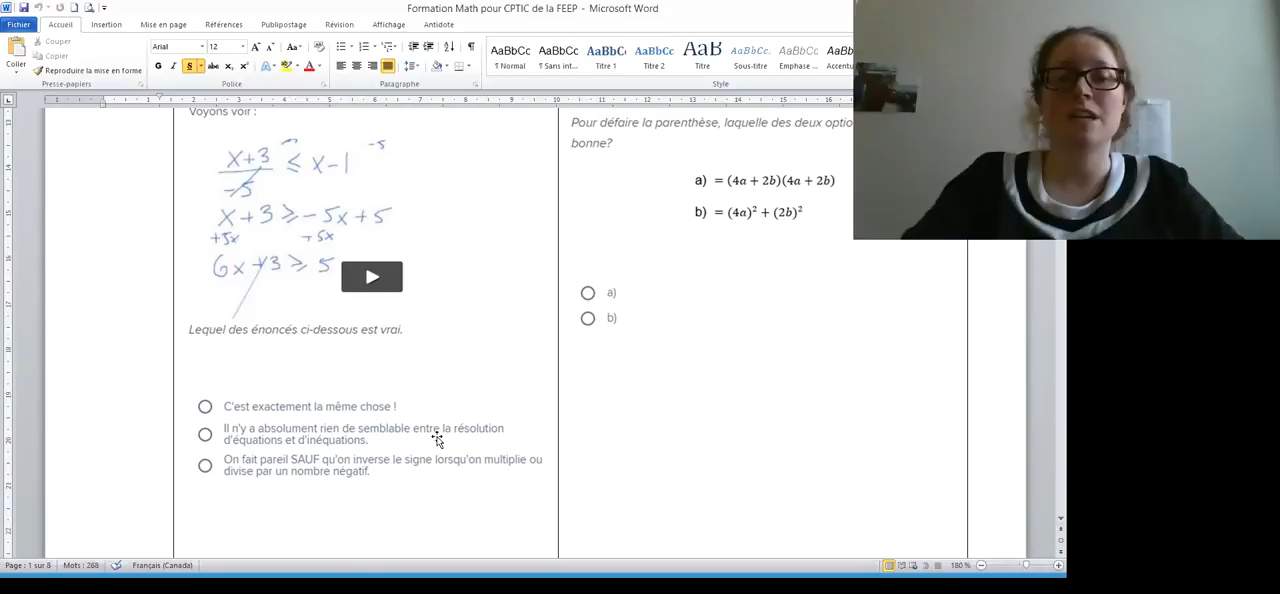 Formation Math pour CPTIC de la FEEP - Microsoft Word
Fichier Accueil Insertion Mise en page Références Publipostage Révision Affichage Antidote
Couper
Copier
Reproduire la mise en forme
Coller
Arial 12
AaBbCc AaBbCc AaBbC AaBbCc AaB AaBbCc AaBbCc AaBbCc
¶ Normal ¶ Sans int... Titre 1 Titre 2 Titre Sous-titre Emphase ... Accentu
Presse-papiers Police Paragraphe Style
Voyons voir :
x+3 ≤ x-1 -5
-5
x+3 ≥ -5x+5
+5x +5x
6x+3 ≥ 5
Lequel des énoncés ci-dessous est vrai.
C'est exactement la même chose !
Il n'y a absolument rien de semblable entre la résolution
d'équations et d'inéquations.
On fait pareil SAUF qu'on inverse le signe lorsqu'on multiplie ou
divise par un nombre négatif.
Pour défaire la parenthèse, laquelle des deux optio
bonne?
a) = (4a + 2b)(4a + 2b)
b) = (4a)² + (2b)²
a)
b)
Page : 1 sur 8 Mots : 268 Français (Canada) 180 %